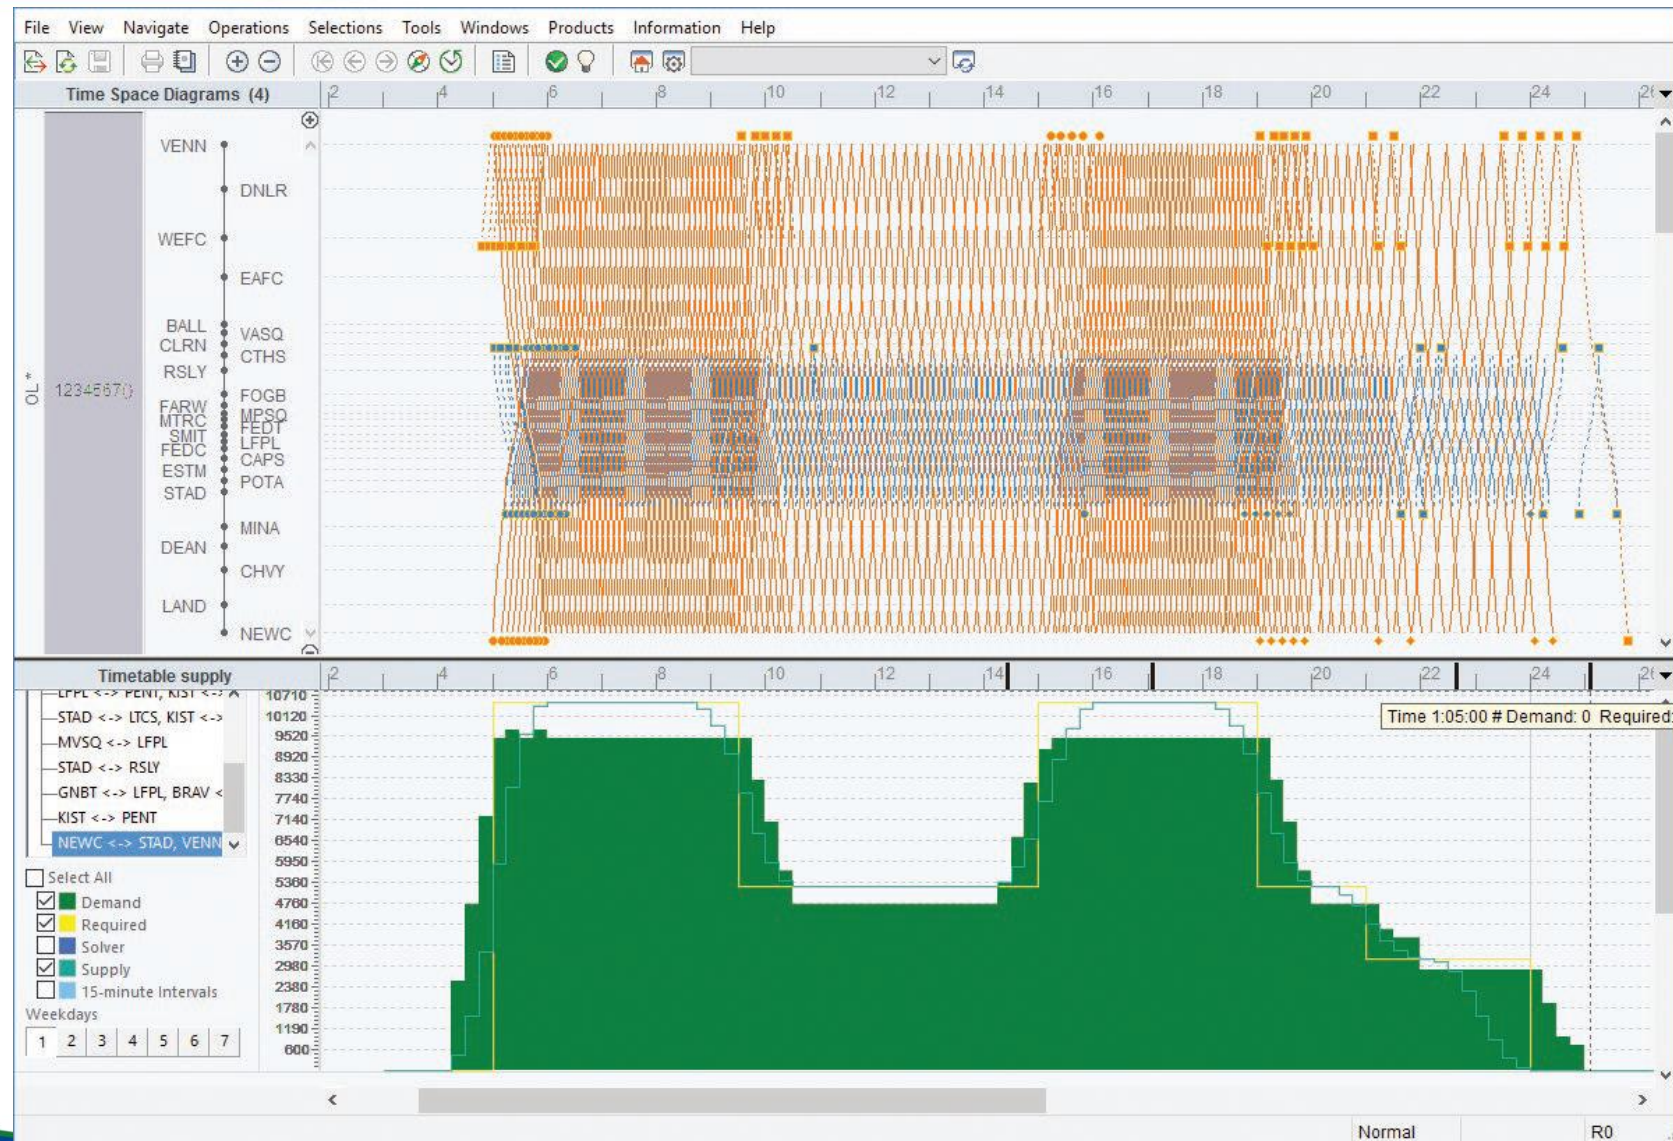 File View Navigate Operations Selections Tools Windows Products Information Help
Time Space Diagrams (4) 2 4 6 8 10 12 14 16 18 20 22 24
VENN
DNLR
WEFC
EAFC
BALL
VASQ
CLRN
CTHS
RSLY
OL * 1234567()
FOGB
FARW
MPSQ
MTRC
FEDT
SMIT
LFPL
FEDC
CAPS
ESTM
POTA
STAD
MINA
DEAN
CHVY
LAND
NEWC
Timetable supply 2 4 6 8 10 12 14 16 18 20 22 24
LFPL <-> PENT, KIST <->
STAD <-> LTCS, KIST <->
MVSQ <-> LFPL
STAD <-> RSLY
GNBT <-> LFPL, BRAV <
KIST <-> PENT
NEWC <-> STAD, VENN
Select All
Demand
Required
Solver
Supply
15-minute Intervals
Weekdays
1 2 3 4 5 6 7
10710
10120
9520
8920
8330
7740
7140
6540
5950
5360
4760
4160
3570
2980
2380
1780
1190
600
Time 1:05:00 # Demand: 0 Required:
Normal R0